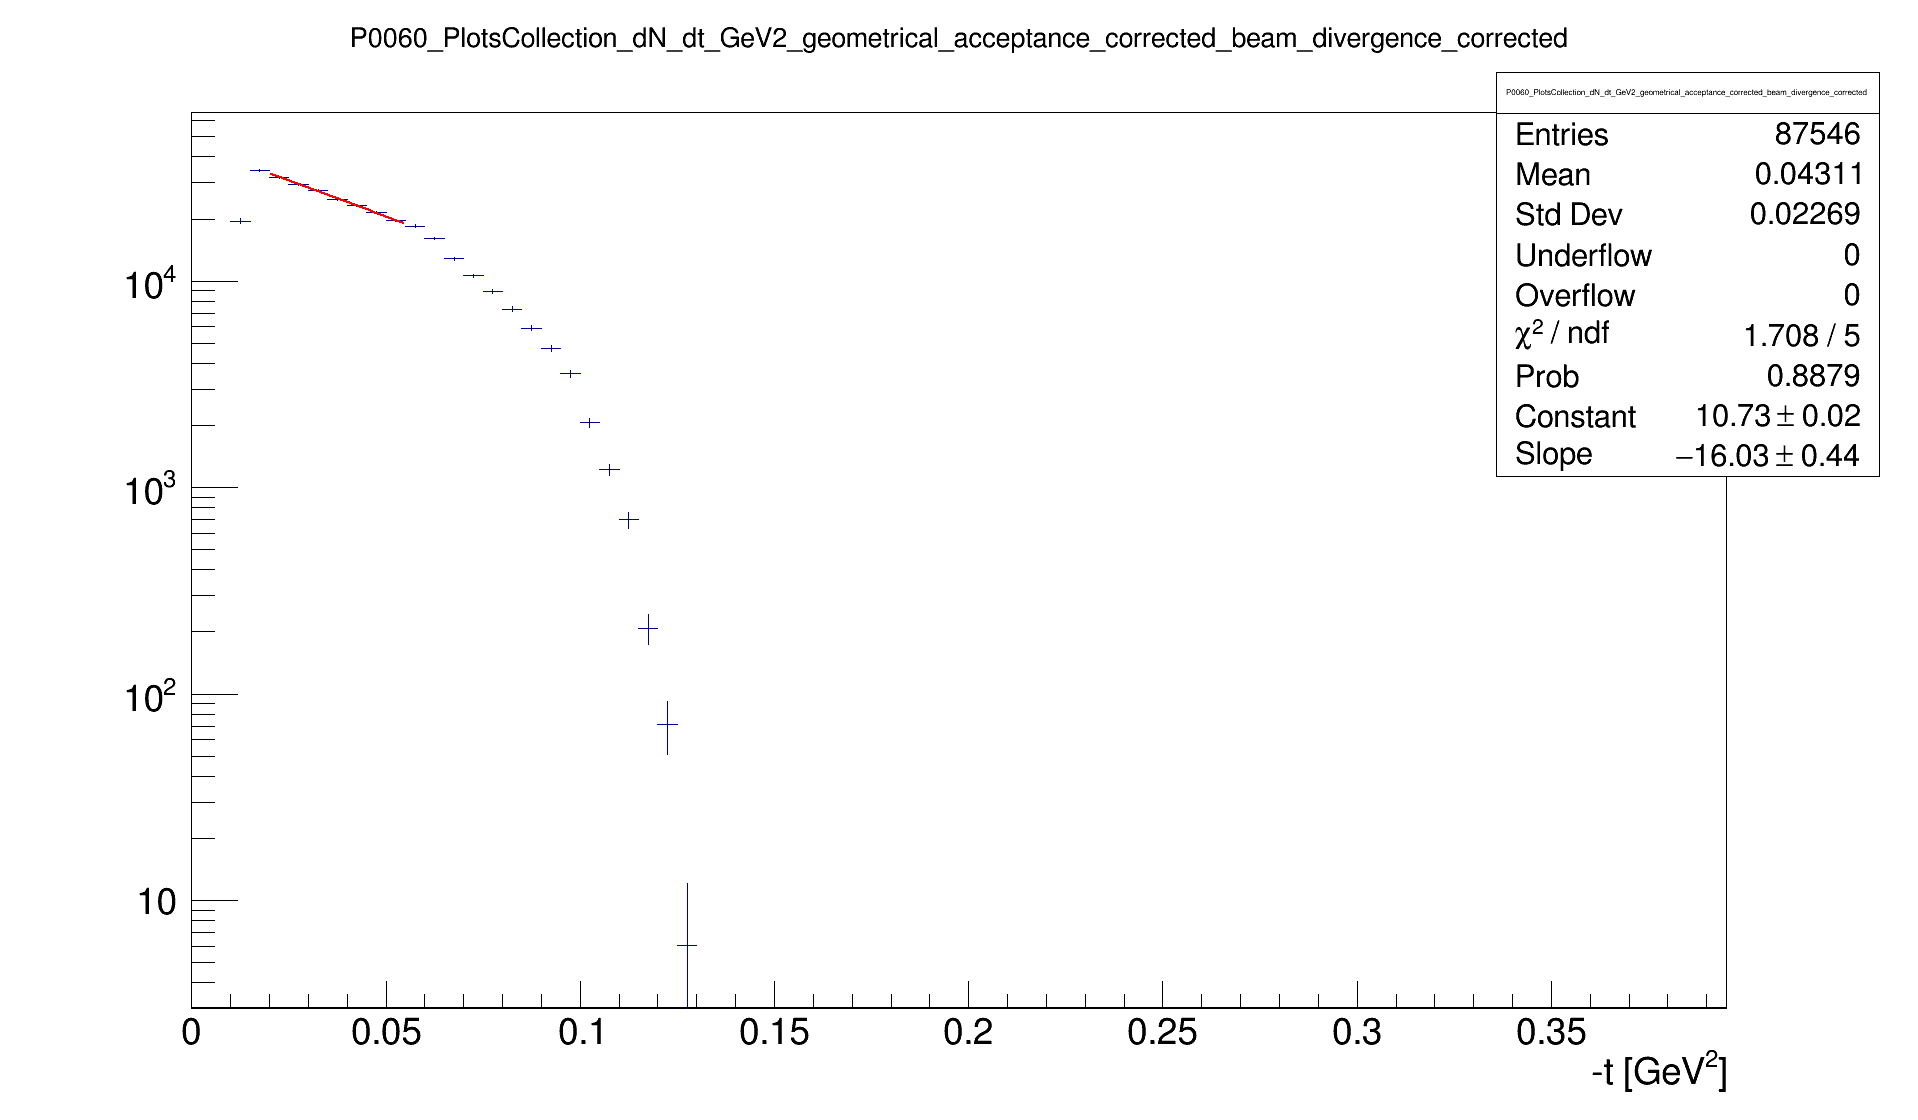 P0060_PlotsCollection_dN_dt_GeV2_geometrical_acceptance_corrected_beam_divergence_corrected
P0060_PlotsCollection_dN_dt_GeV2_geometrical_acceptance_corrected_beam_divergence_corrected
Entries 87546
Mean 0.04311
Std Dev 0.02269
Underflow 0
Overflow 0
χ² / ndf 1.708 / 5
Prob 0.8879
Constant 10.73 ± 0.02
Slope −16.03 ± 0.44
10⁴
10³
10²
10
0 0.05 0.1 0.15 0.2 0.25 0.3 0.35
-t [GeV²]